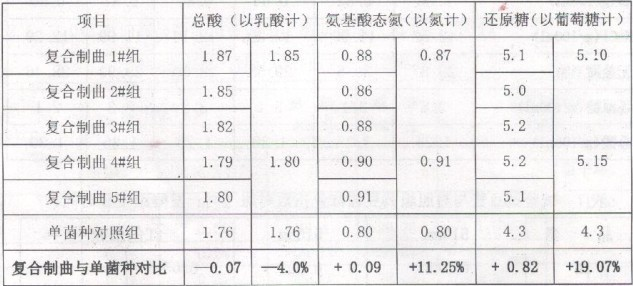 项目 总酸（以乳酸计） 氨基酸态氮（以氮计） 还原糖（以葡萄糖计）
复合制曲 1#组 1.87 1.85 0.88 0.87 5.1 5.10
复合制曲 2#组 1.85 0.86 5.0
复合制曲 3#组 1.82 0.88 5.2
复合制曲 4#组 1.79 1.80 0.90 0.91 5.2 5.15
复合制曲 5#组 1.80 0.91 5.1
单菌种对照组 1.76 1.76 0.80 0.80 4.3 4.3
复合制曲与单菌种对比 —0.07 —4.0% + 0.09 +11.25% + 0.82 +19.07%